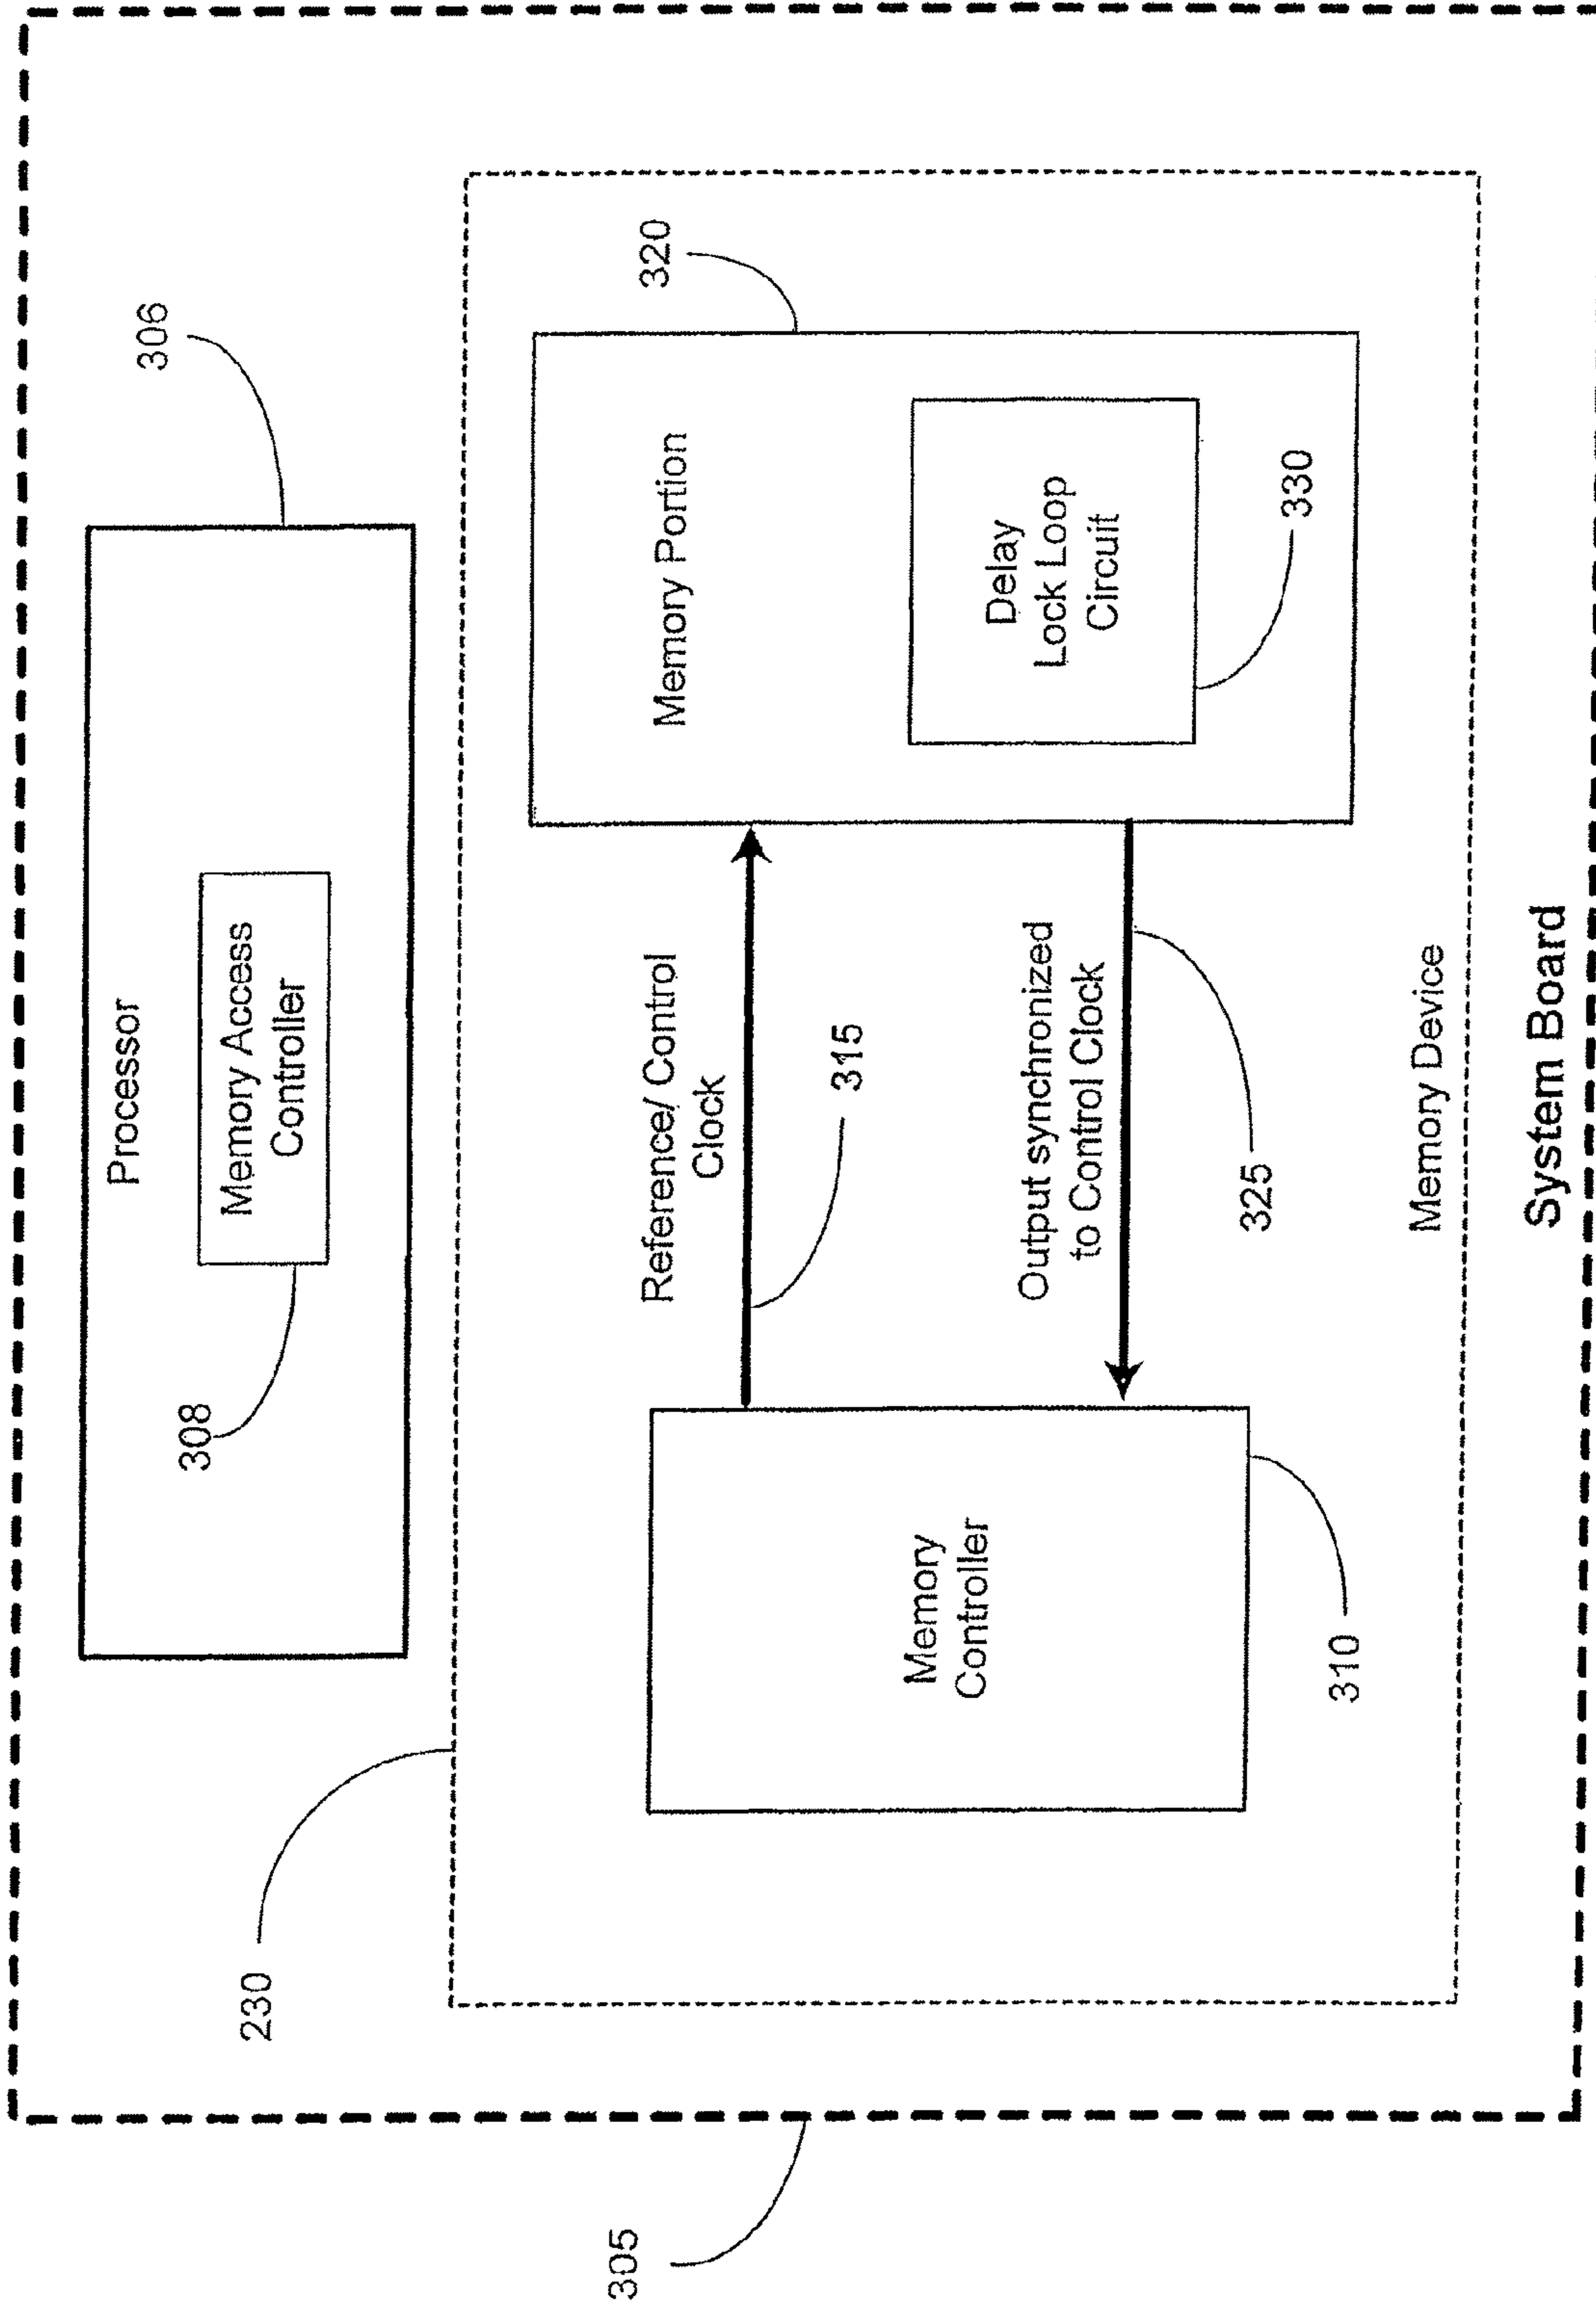 306
Processor
Memory Access
Controller
308
230
320
Memory Portion
Reference/ Control
Clock
315
Delay
Lock Loop
Circuit
Memory
Controller
Output synchronized
to Control Clock
330
325
310
Memory Device
System Board
305